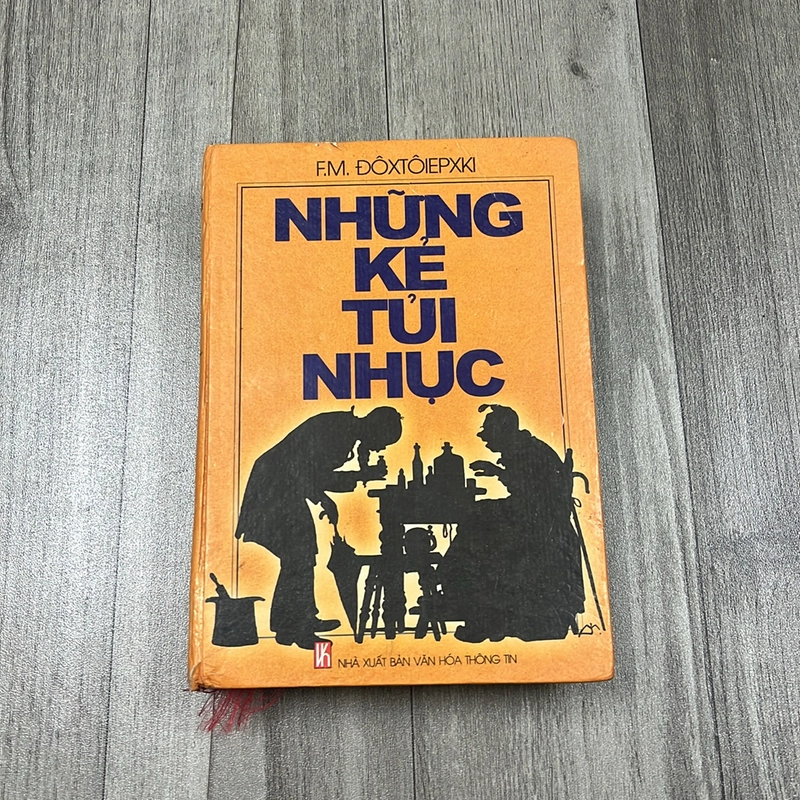 F.M. ĐÔXTÔIEPXKI
NHỮNG
KẺ
TỦI
NHỤC
NHÀ XUẤT BẢN VĂN HÓA THÔNG TIN